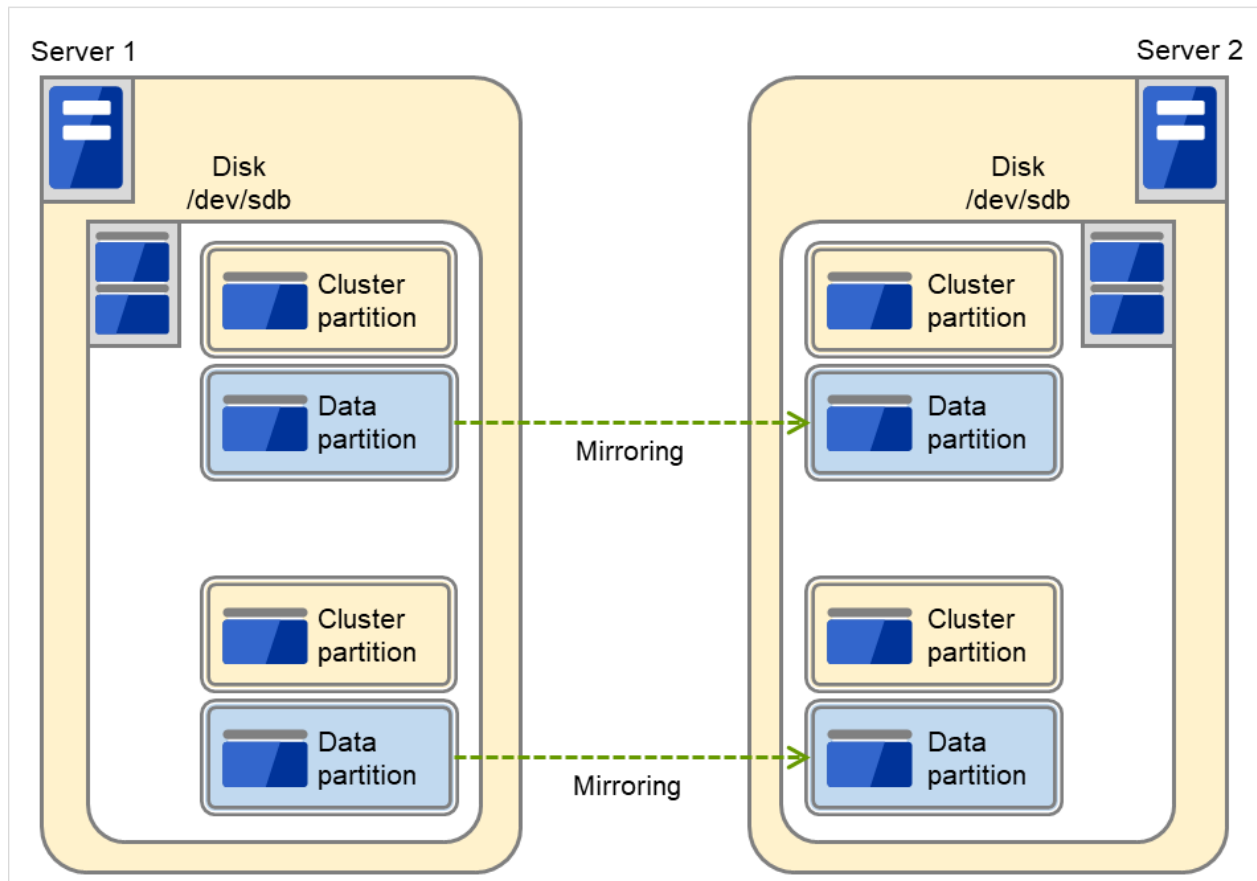 Server 1
Server 2
Disk
/dev/sdb
Disk
/dev/sdb
Cluster
partition
Cluster
partition
Data
partition
Data
partition
Mirroring
Cluster
partition
Cluster
partition
Data
partition
Data
partition
Mirroring